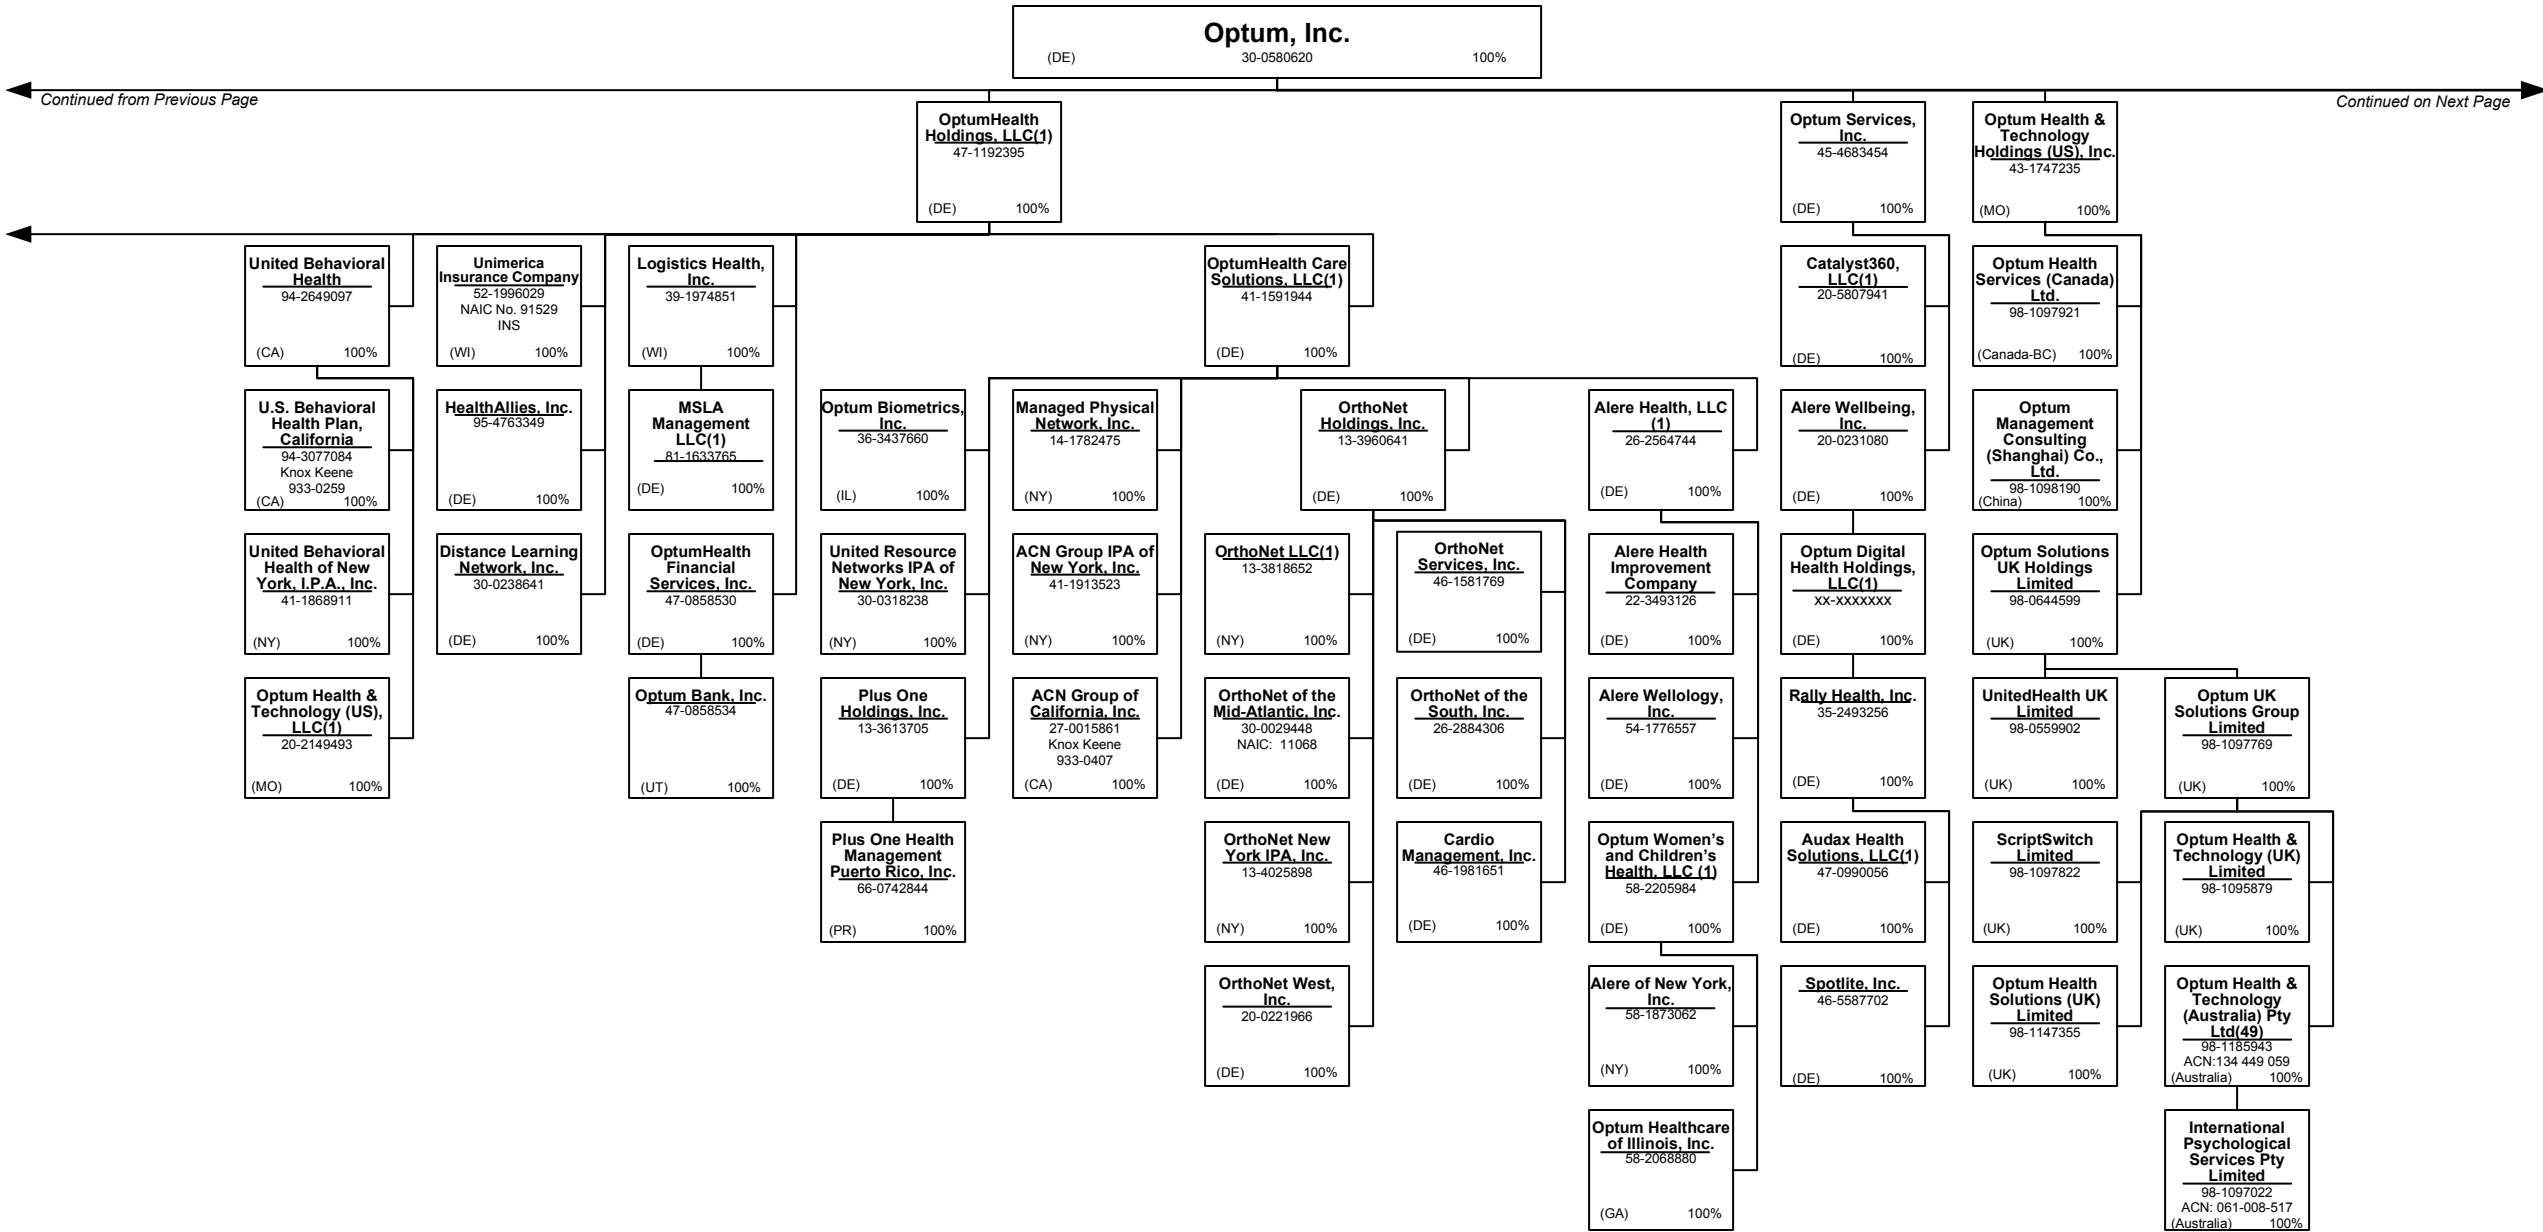 Optum, Inc.
(DE) 30-0580620 100%
Continued from Previous Page
Continued on Next Page
OptumHealth
Holdings, LLC(1)
47-1192395
(DE) 100%
Optum Services,
Inc.
45-4683454
(DE) 100%
Optum Health &
Technology
Holdings (US), Inc.
43-1747235
(MO) 100%
United Behavioral
Health
94-2649097
(CA) 100%
Unimerica
Insurance Company
52-1996029
NAIC No. 91529
INS
(WI) 100%
Logistics Health,
Inc.
39-1974851
(WI) 100%
OptumHealth Care
Solutions, LLC(1)
41-1591944
(DE) 100%
Catalyst360,
LLC(1)
20-5807941
(DE) 100%
Optum Health
Services (Canada)
Ltd.
98-1097921
(Canada-BC) 100%
U.S. Behavioral
Health Plan,
California
94-3077084
Knox Keene
933-0259
(CA) 100%
HealthAllies, Inc.
95-4763349
(DE) 100%
MSLA
Management
LLC(1)
81-1633765
(DE) 100%
Optum Biometrics,
Inc.
36-3437660
(IL) 100%
Managed Physical
Network, Inc.
14-1782475
(NY) 100%
OrthoNet
Holdings, Inc.
13-3960641
(DE) 100%
Alere Health, LLC
(1)
26-2564744
(DE) 100%
Alere Wellbeing,
Inc.
20-0231080
(DE) 100%
Optum
Management
Consulting
(Shanghai) Co.,
Ltd.
98-1098190
(China) 100%
United Behavioral
Health of New
York, I.P.A., Inc.
41-1868911
(NY) 100%
Distance Learning
Network, Inc.
30-0238641
(DE) 100%
OptumHealth
Financial
Services, Inc.
47-0858530
(DE) 100%
United Resource
Networks IPA of
New York, Inc.
30-0318238
(NY) 100%
ACN Group IPA of
New York, Inc.
41-1913523
(NY) 100%
OrthoNet LLC(1)
13-3818652
(NY) 100%
OrthoNet
Services, Inc.
46-1581769
(DE) 100%
Alere Health
Improvement
Company
22-3493126
(DE) 100%
Optum Digital
Health Holdings,
LLC(1)
xx-xxxxxxx
(DE) 100%
Optum Solutions
UK Holdings
Limited
98-0644599
(UK) 100%
Optum Health &
Technology (US),
LLC(1)
20-2149493
(MO) 100%
Optum Bank, Inc.
47-0858534
(UT) 100%
Plus One
Holdings, Inc.
13-3613705
(DE) 100%
ACN Group of
California, Inc.
27-0015861
Knox Keene
933-0407
(CA) 100%
OrthoNet of the
Mid-Atlantic, Inc.
30-0029448
NAIC: 11068
(DE) 100%
OrthoNet of the
South, Inc.
26-2884306
(DE) 100%
Alere Wellology,
Inc.
54-1776557
(DE) 100%
Rally Health, Inc.
35-2493256
(DE) 100%
UnitedHealth UK
Limited
98-0559902
(UK) 100%
Optum UK
Solutions Group
Limited
98-1097769
(UK) 100%
Plus One Health
Management
Puerto Rico, Inc.
66-0742844
(PR) 100%
OrthoNet New
York IPA, Inc.
13-4025898
(NY) 100%
Cardio
Management, Inc.
46-1981651
(DE) 100%
Optum Women's
and Children's
Health, LLC (1)
58-2205984
(DE) 100%
Audax Health
Solutions, LLC(1)
47-0990056
(DE) 100%
ScriptSwitch
Limited
98-1097822
(UK) 100%
Optum Health &
Technology (UK)
Limited
98-1095879
(UK) 100%
OrthoNet West,
Inc.
20-0221966
(DE) 100%
Alere of New York,
Inc.
58-1873062
(NY) 100%
Spotlite, Inc.
46-5587702
(DE) 100%
Optum Health
Solutions (UK)
Limited
98-1147355
(UK) 100%
Optum Health &
Technology
(Australia) Pty
Ltd(49)
98-1185943
ACN:134 449 059
(Australia) 100%
Optum Healthcare
of Illinois, Inc.
58-2068880
(GA) 100%
International
Psychological
Services Pty
Limited
98-1097022
ACN: 061-008-517
(Australia) 100%